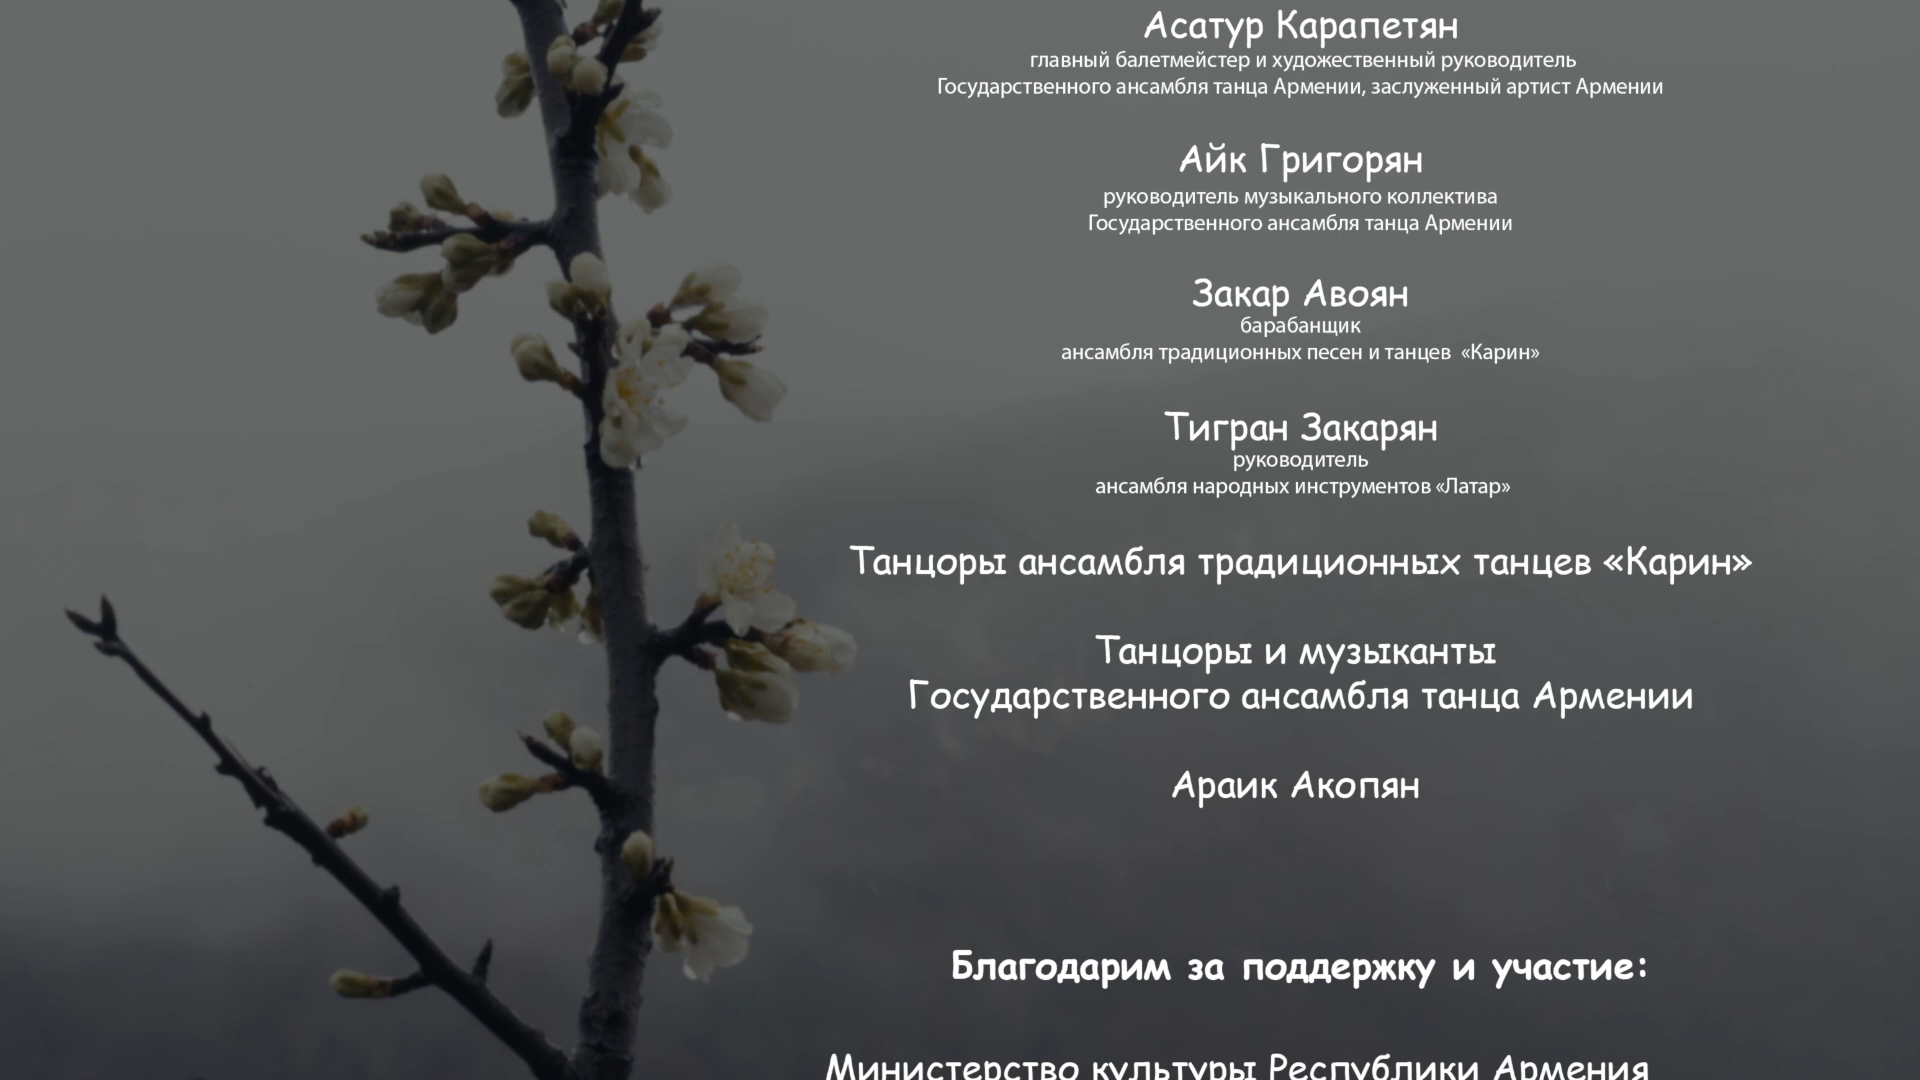 Асатур Карапетян
главный балетмейстер и художественный руководитель
Государственного ансамбля танца Армении, заслуженный артист Армении
Айк Григорян
руководитель музыкального коллектива
Государственного ансамбля танца Армении
Закар Авоян
барабанщик
ансамбля традиционных песен и танцев «Карин»
Тигран Закарян
руководитель
ансамбля народных инструментов «Латар»
Танцоры ансамбля традиционных танцев «Карин»
Танцоры и музыканты
Государственного ансамбля танца Армении
Араик Акопян
Благодарим за поддержку и участие:
Министерство культуры Республики Армения